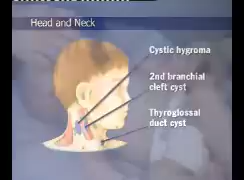 Head and Neck
Cystic hygroma
2nd branchial
cleft cyst
Thyroglossal
duct cyst